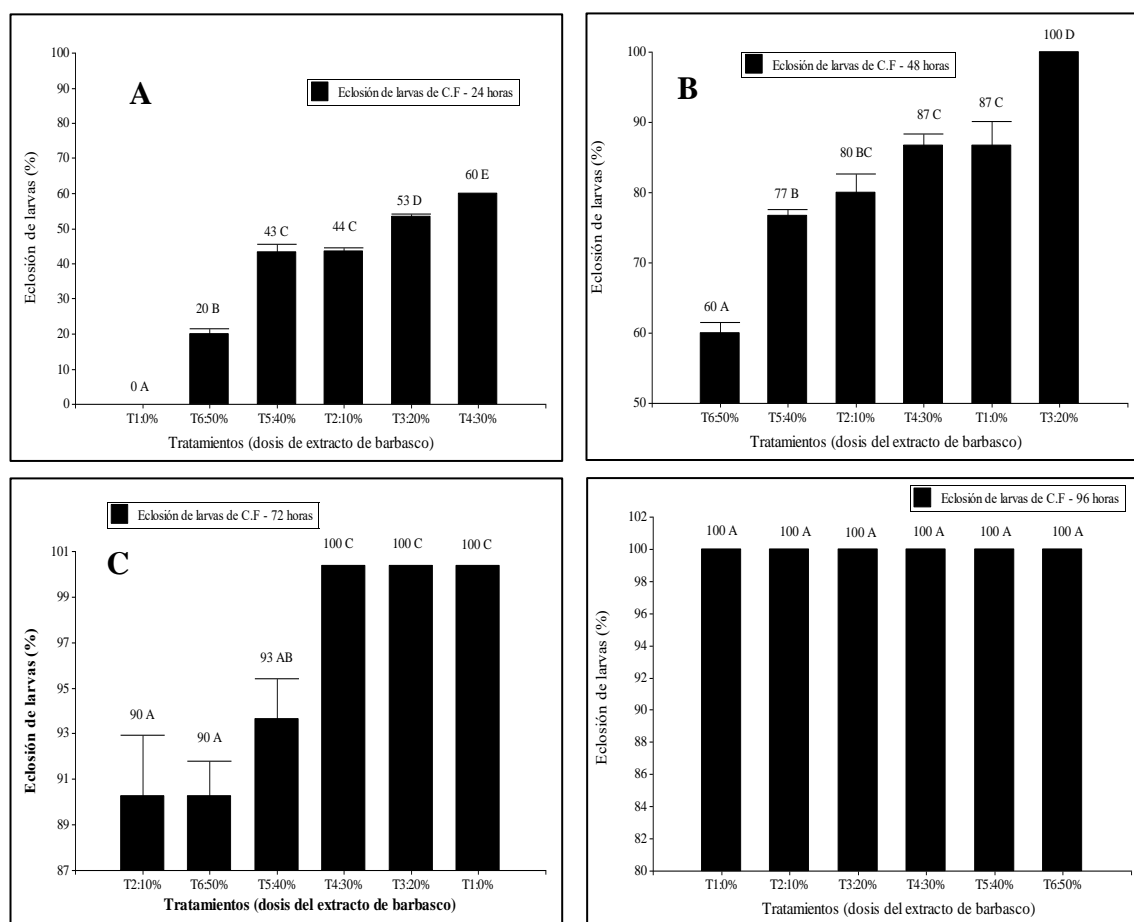 A
Eclosión de larvas de C.F - 24 horas
Eclosión de larvas (%)
100
90
80
70
60
50
40
30
20
10
0
0 A
20 B
43 C
44 C
53 D
60 E
T1:0% T6:50% T5:40% T2:10% T3:20% T4:30%
Tratamientos (dosis de extracto de barbasco)
B
Eclosión de larvas de C.F - 48 horas
Eclosión de larvas (%)
100
90
80
70
60
50
60 A
77 B
80 BC
87 C
87 C
100 D
T6:50% T5:40% T2:10% T4:30% T1:0% T3:20%
Tratamientos (dosis del extracto de barbasco)
C
Eclosión de larvas de C.F - 72 horas
Eclosión de larvas (%)
101
99
97
95
93
91
89
87
90 A
90 A
93 AB
100 C
100 C
100 C
T2:10% T6:50% T5:40% T4:30% T3:20% T1:0%
Tratamientos (dosis del extracto de barbasco)
Eclosión de larvas de C.F - 96 horas
Eclosión de larvas (%)
102
100
98
96
94
92
90
88
86
84
82
80
100 A
100 A
100 A
100 A
100 A
100 A
T1:0% T2:10% T3:20% T4:30% T5:40% T6:50%
Tratamientos (dosis del extracto de barbasco)